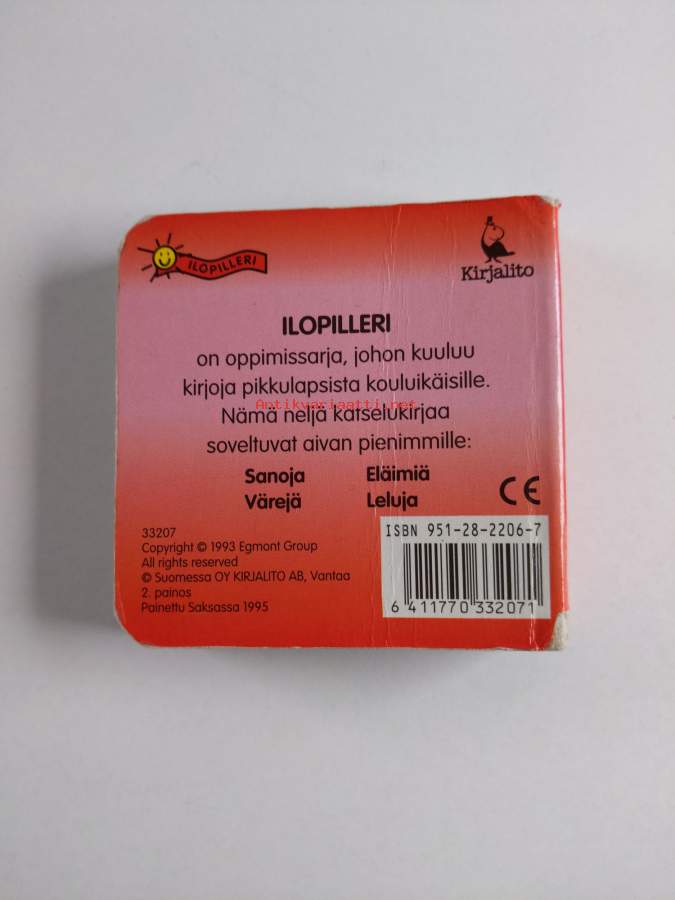 ILOPILLERI
Kirjalito
ILOPILLERI
on oppimissarja, johon kuuluu
kirjoja pikkulapsista kouluikäisille.
Antikvariaatti.net
Nämä neljä katselukirjaa
soveltuvat aivan pienimmille:
Sanoja Eläimiä
Värejä Leluja
CE
33207
Copyright © 1993 Egmont Group
All rights reserved
© Suomessa OY KIRJALITO AB, Vantaa
2. painos
Painettu Saksassa 1995
ISBN 951-28-2206-7
6 411770 332071